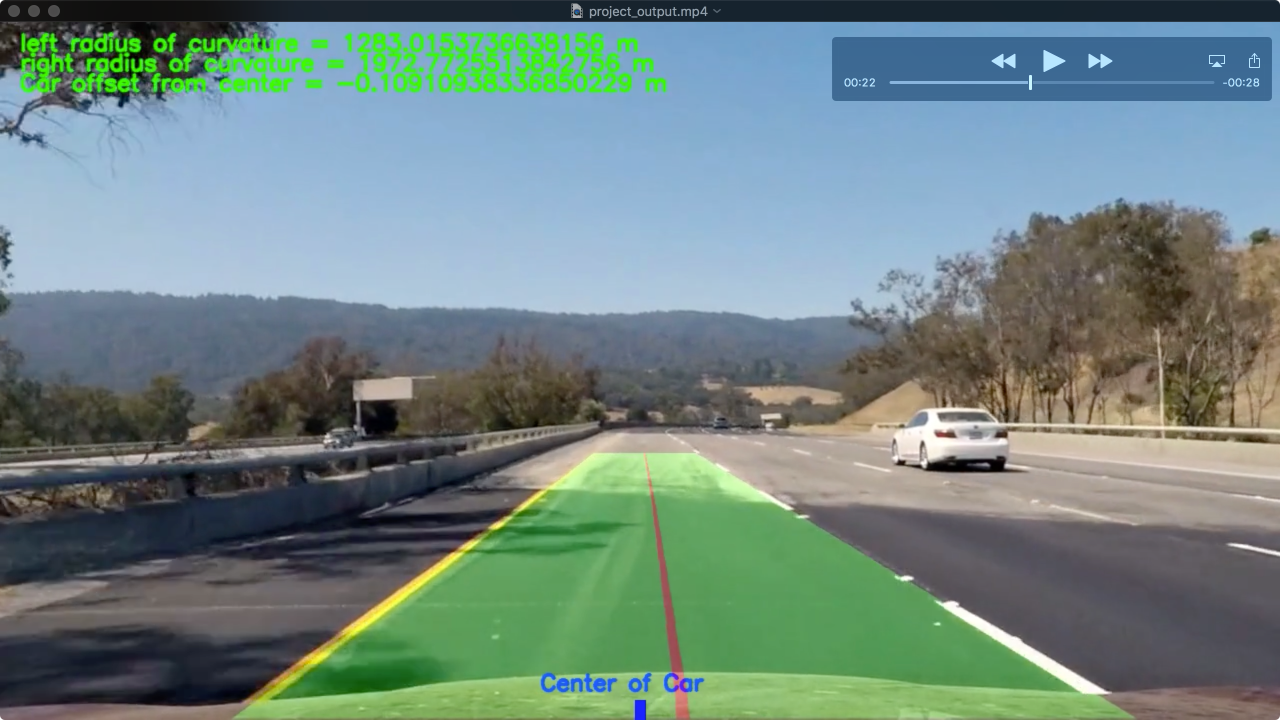 project_output.mp4
left radius of curvature = 1283.0153736638156 m
right radius of curvature = 1972.7725513842756 m
Car offset from center = -0.10910938336850229 m
00:22
-00:28
Center of Car